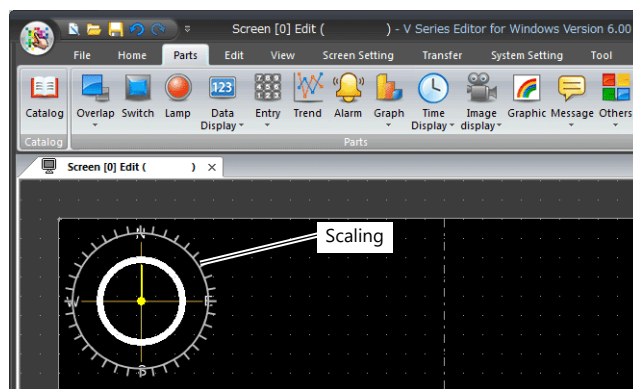 Screen [0] Edit ( ) - V Series Editor for Windows Version 6.00
File Home Parts Edit View Screen Setting Transfer System Setting Tool
Catalog Overlap Switch Lamp Data Display Entry Trend Alarm Graph Time Display Image display Graphic Message Others
Catalog Parts
Screen [0] Edit ( ) ×
Scaling
N
W E
S